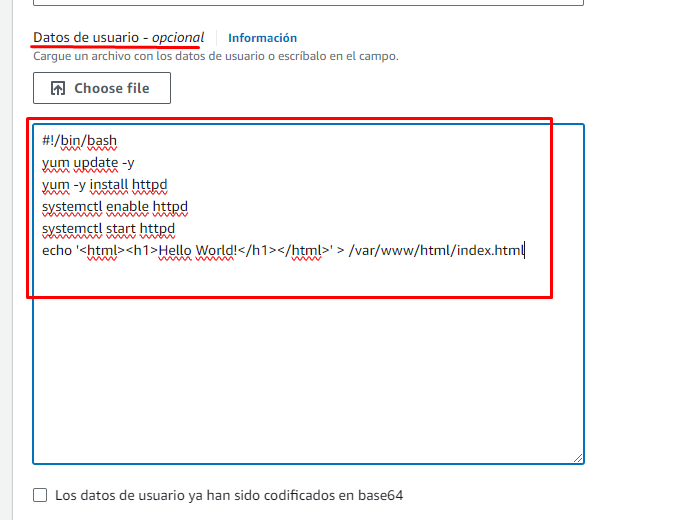 Datos de usuario - opcional Información
Cargue un archivo con los datos de usuario o escríbalo en el campo.
Choose file
#!/bin/bash
yum update -y
yum -y install httpd
systemctl enable httpd
systemctl start httpd
echo '<html><h1>Hello World!</h1></html>' > /var/www/html/index.html
Los datos de usuario ya han sido codificados en base64